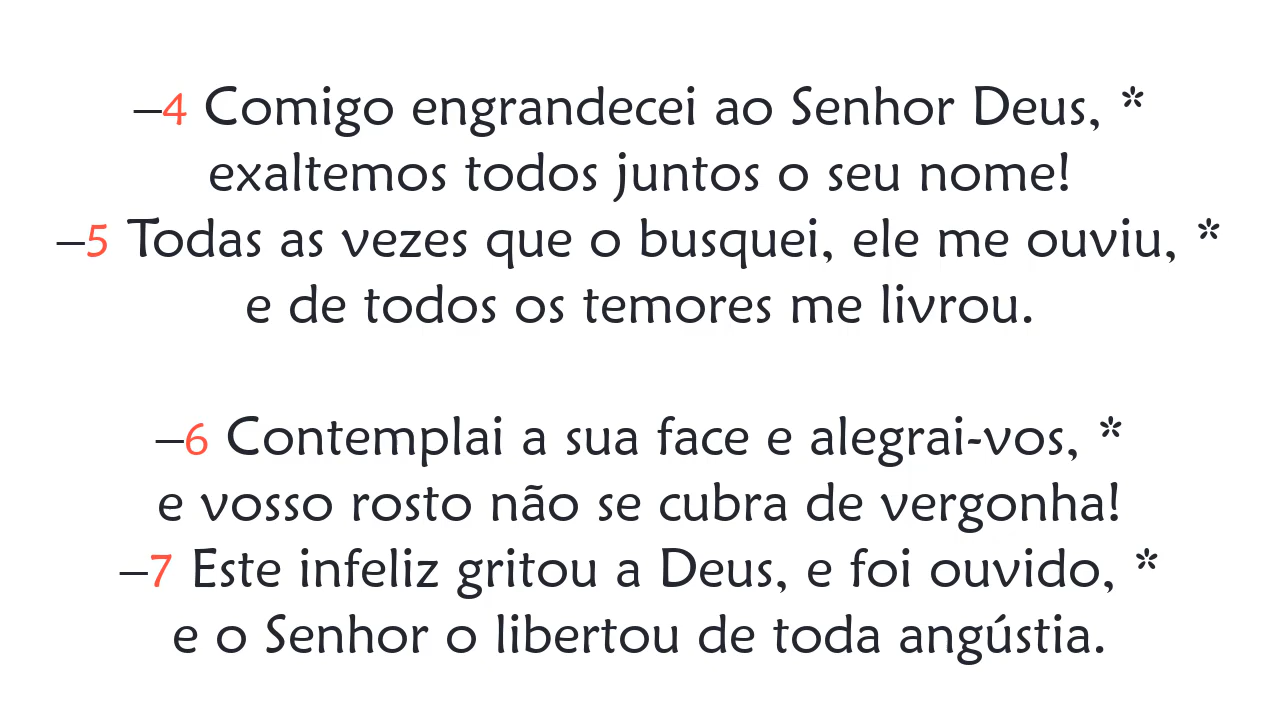 –4 Comigo engrandecei ao Senhor Deus, *
exaltemos todos juntos o seu nome!
–5 Todas as vezes que o busquei, ele me ouviu, *
e de todos os temores me livrou.
–6 Contemplai a sua face e alegrai-vos, *
e vosso rosto não se cubra de vergonha!
–7 Este infeliz gritou a Deus, e foi ouvido, *
e o Senhor o libertou de toda angústia.